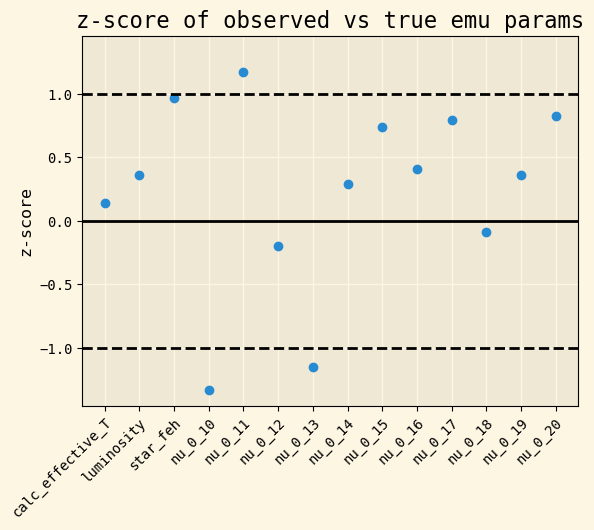 z-score of observed vs true emu params
z-score
1.0
0.5
0.0
−0.5
−1.0
calc_effective_T
luminosity
star_feh
nu_0_10
nu_0_11
nu_0_12
nu_0_13
nu_0_14
nu_0_15
nu_0_16
nu_0_17
nu_0_18
nu_0_19
nu_0_20